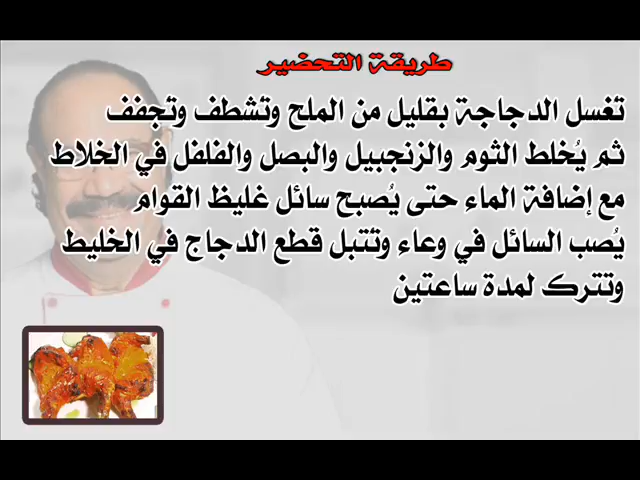 طريقة التحضير
تغسل الدجاجة بقليل من الملح وتشطف وتجفف
ثم يُخلط الثوم والزنجبيل والبصل والفلفل في الخلاط
مع إضافة الماء حتى يُصبح سائل غليظ القوام
يُصب السائل في وعاء وتتبل قطع الدجاج في الخليط
وتترك لمدة ساعتين